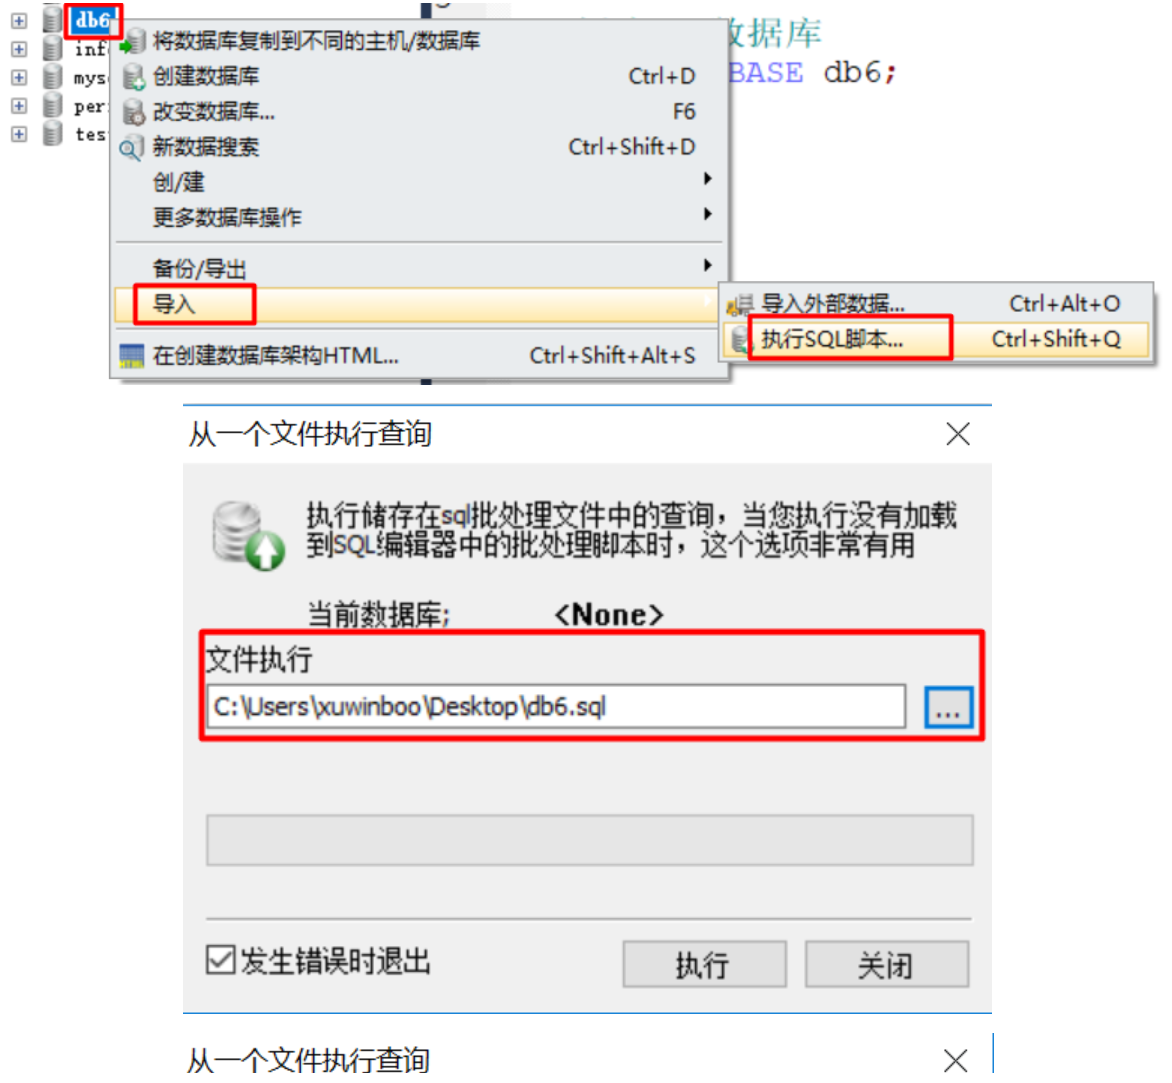 db6
将数据库复制到不同的主机/数据库
创建数据库 Ctrl+D
改变数据库... F6
新数据搜索 Ctrl+Shift+D
创/建
更多数据库操作
备份/导出
导入
在创建数据库架构HTML... Ctrl+Shift+Alt+S
inf
mys
per
tes
数据库
BASE db6;
导入外部数据... Ctrl+Alt+O
执行SQL脚本... Ctrl+Shift+Q
从一个文件执行查询
执行储存在sql批处理文件中的查询，当您执行没有加载
到SQL编辑器中的批处理脚本时，这个选项非常有用
当前数据库; <None>
文件执行
C:\Users\xuwinboo\Desktop\db6.sql
...
发生错误时退出
执行 关闭
从一个文件执行查询